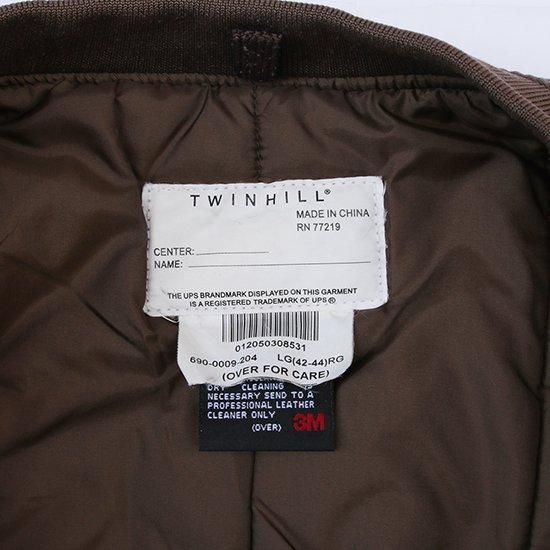 TWINHILL®
MADE IN CHINA
RN 77219
CENTER:
NAME:
THE UPS BRANDMARK DISPLAYED ON THIS GARMENT
IS A REGISTERED TRADEMARK OF UPS®
012050308531
690-0009-204 LG(42-44)RG
(OVER FOR CARE)
DRY CLEANING
NECESSARY SEND TO A
PROFESSIONAL LEATHER
CLEANER ONLY
(OVER) 3M